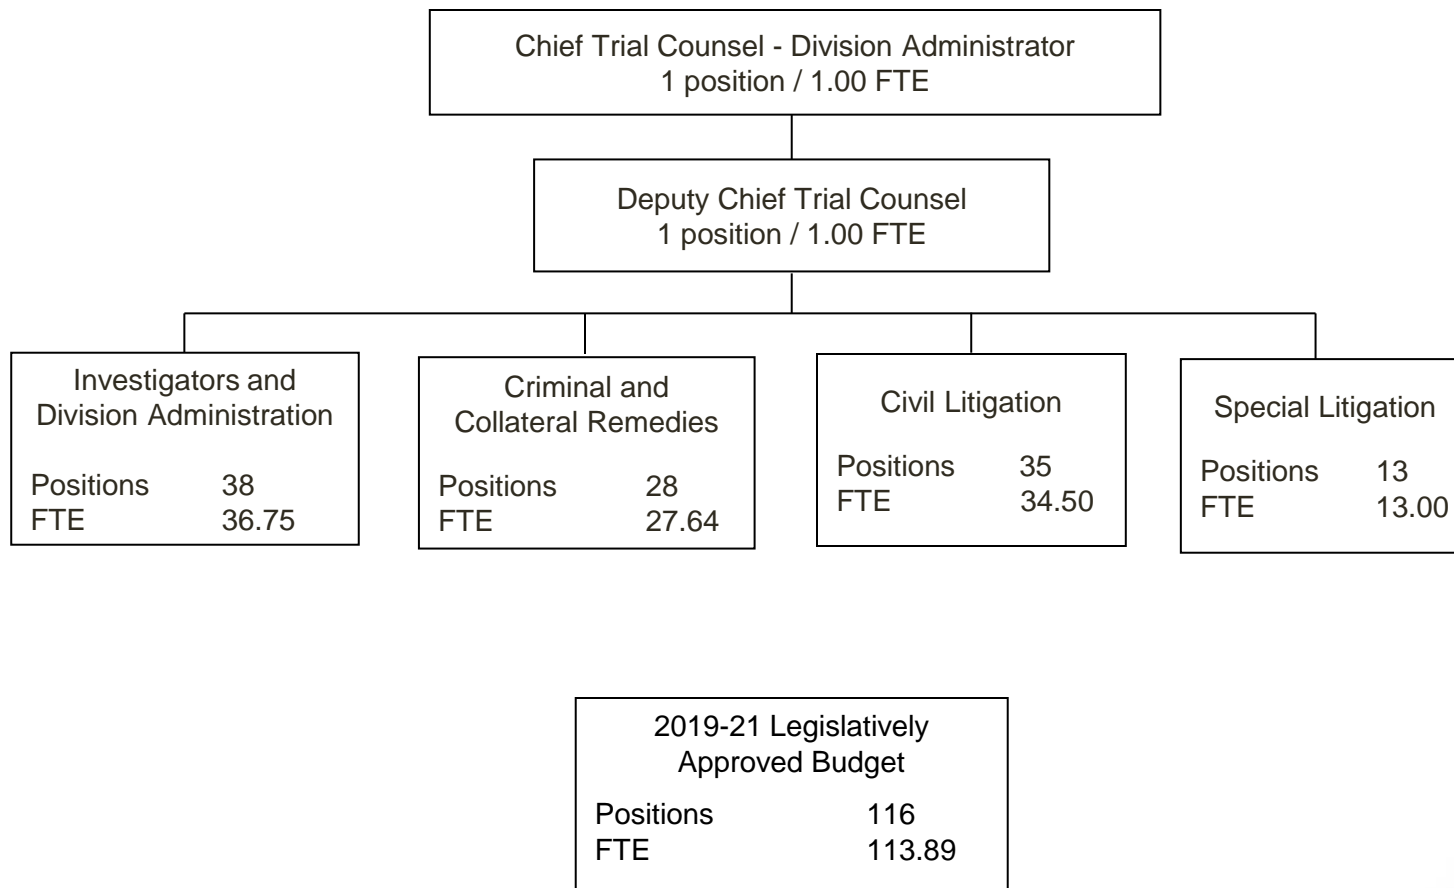 Chief Trial Counsel - Division Administrator
1 position / 1.00 FTE
Deputy Chief Trial Counsel
1 position / 1.00 FTE
Investigators and
Division Administration
Positions 38
FTE 36.75
Criminal and
Collateral Remedies
Positions 28
FTE 27.64
Civil Litigation
Positions 35
FTE 34.50
Special Litigation
Positions 13
FTE 13.00
2019-21 Legislatively
Approved Budget
Positions 116
FTE 113.89